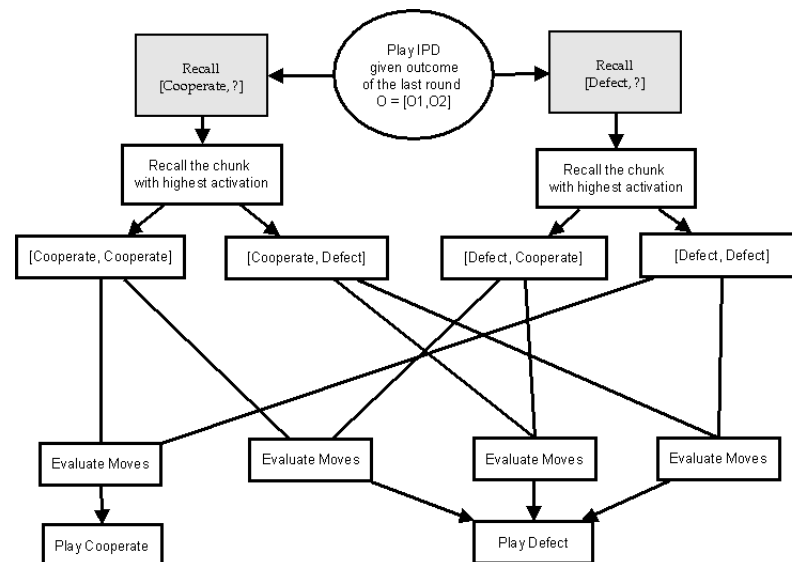 Play IPD
given outcome
of the last round
O = [O1,O2]
Recall
[Cooperate, ?]
Recall
[Defect, ?]
Recall the chunk
with highest activation
Recall the chunk
with highest activation
[Cooperate, Cooperate]
[Cooperate, Defect]
[Defect, Cooperate]
[Defect, Defect]
Evaluate Moves
Evaluate Moves
Evaluate Moves
Evaluate Moves
Play Cooperate
Play Defect